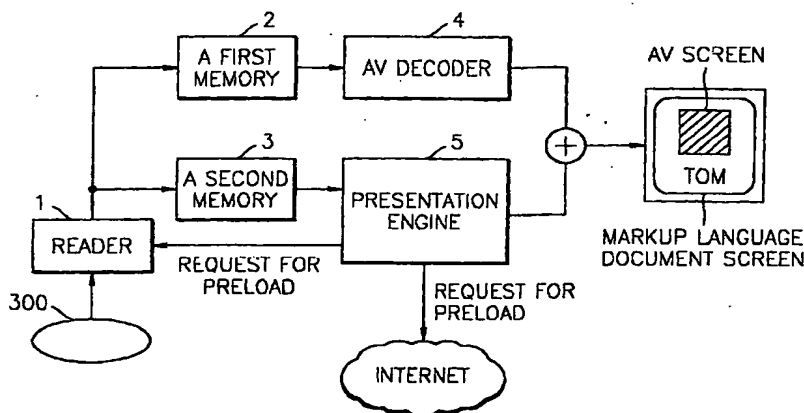 2
A FIRST
MEMORY
4
AV DECODER
AV SCREEN
TOM
MARKUP LANGUAGE
DOCUMENT SCREEN
3
A SECOND
MEMORY
5
PRESENTATION
ENGINE
1
READER
REQUEST FOR
PRELOAD
300
REQUEST FOR
PRELOAD
INTERNET